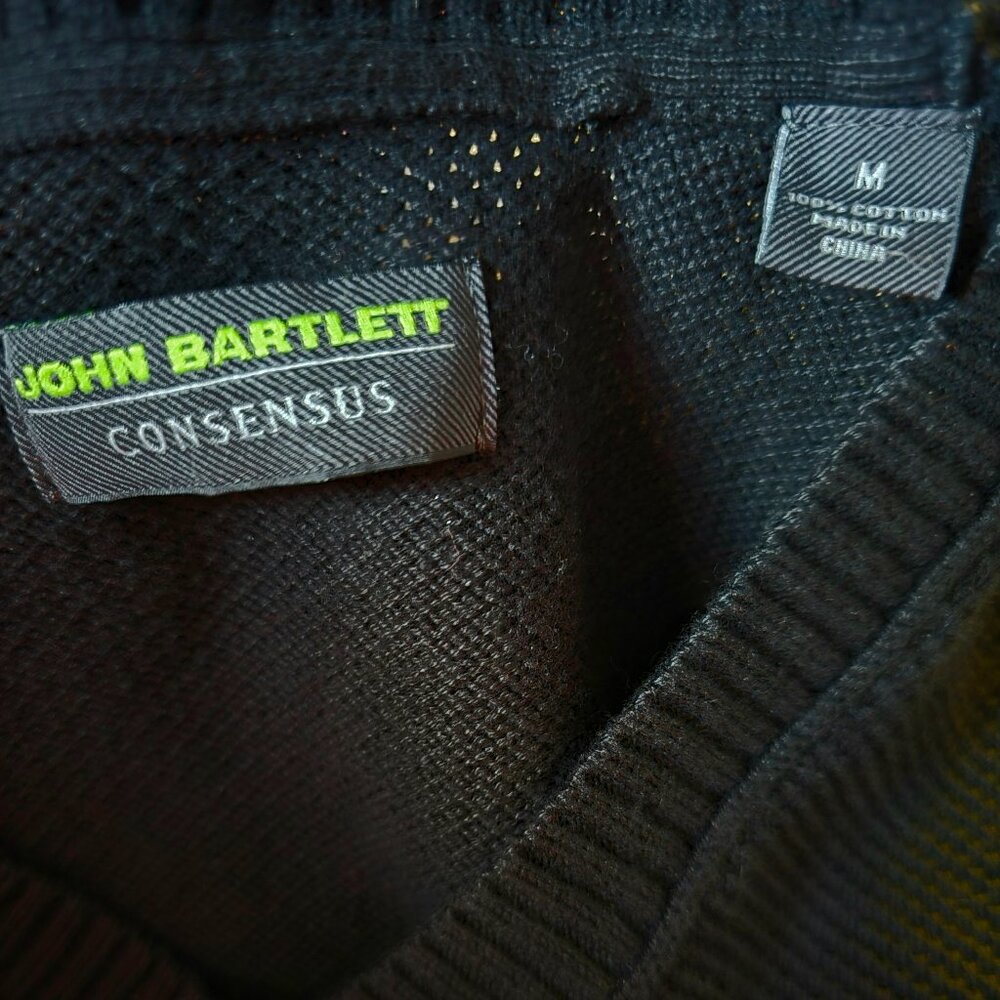 JOHN BARTLETT
CONSENSUS
M
100% COTTON
MADE IN
CHINA